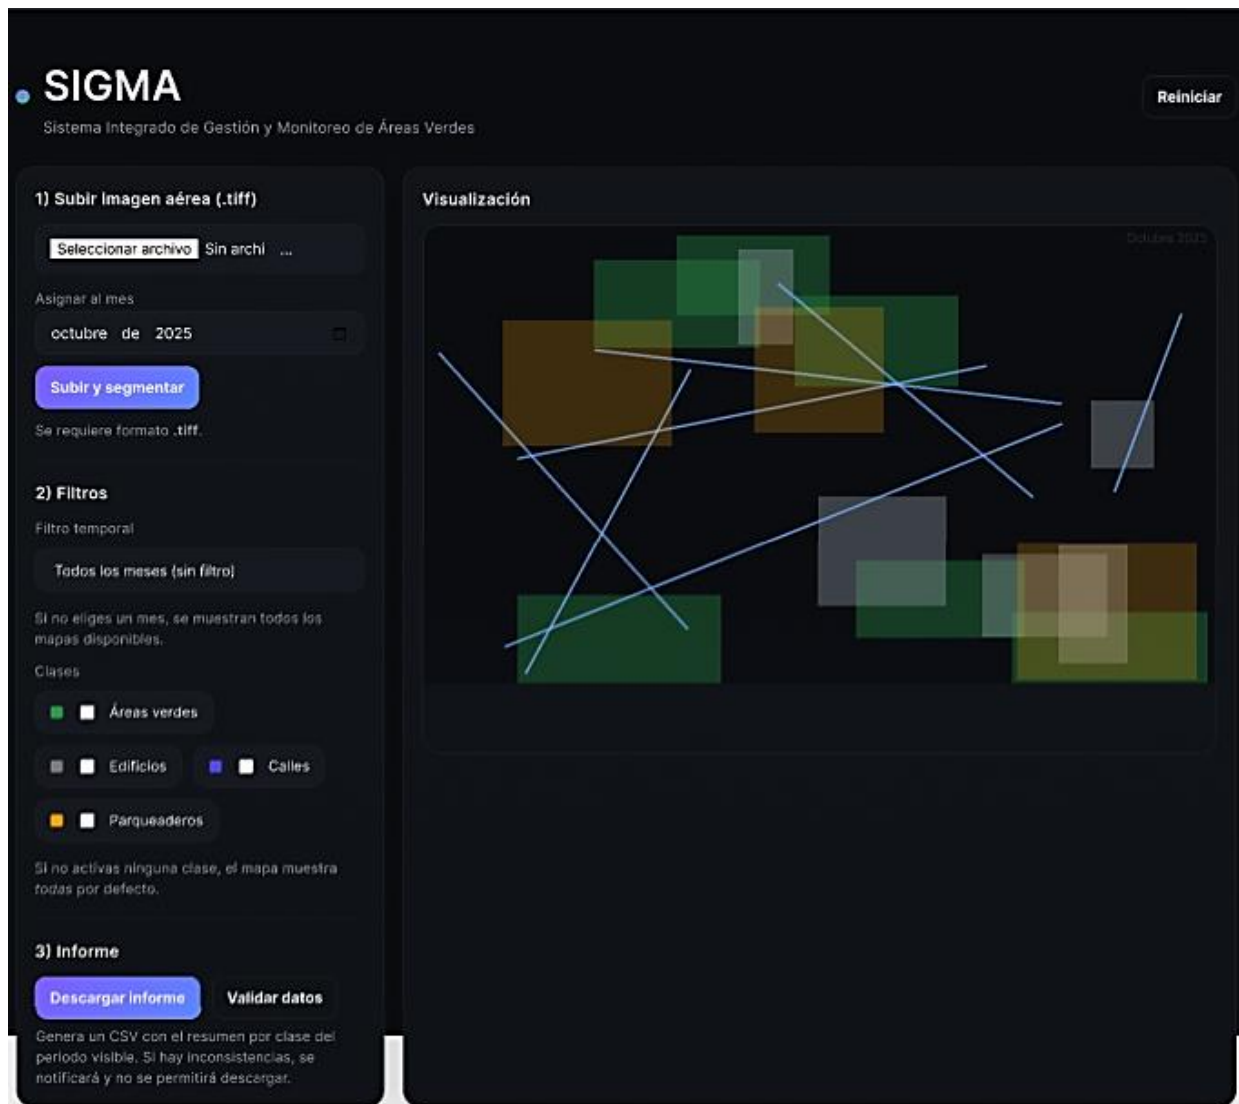 SIGMA
Reiniciar
Sistema Integrado de Gestión y Monitoreo de Áreas Verdes
1) Subir Imagen aérea (.tiff)
Seleccionar archivo Sin archi ...
Asignar al mes
octubre de 2025
Subir y segmentar
Se requiere formato .tiff.
2) Filtros
Filtro temporal
Todos los meses (sin filtro)
Si no eliges un mes, se muestran todos los
mapas disponibles.
Clases
Áreas verdes
Edificios
Calles
Parqueaderos
Si no activas ninguna clase, el mapa muestra
todas por defecto.
3) Informe
Descargar informe
Validar datos
Genera un CSV con el resumen por clase del
periodo visible. Si hay inconsistencias, se
notificará y no se permitirá descargar.
Visualización
Octubre 2025